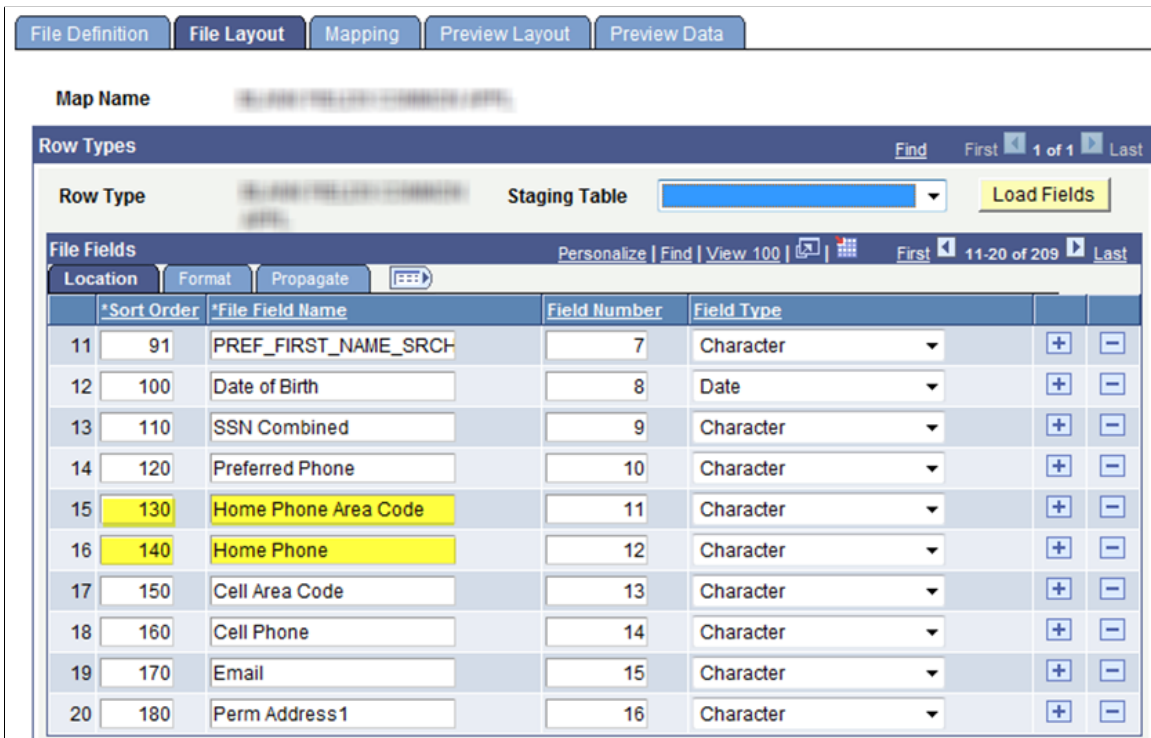 File Definition File Layout Mapping Preview Layout Preview Data
Map Name
Row Types Find First 1 of 1 Last
Row Type Staging Table Load Fields
File Fields Personalize | Find | View 100 | | First 11-20 of 209 Last
Location Format Propagate
*Sort Order *File Field Name Field Number Field Type
11 91 PREF_FIRST_NAME_SRCH 7 Character
12 100 Date of Birth 8 Date
13 110 SSN Combined 9 Character
14 120 Preferred Phone 10 Character
15 130 Home Phone Area Code 11 Character
16 140 Home Phone 12 Character
17 150 Cell Area Code 13 Character
18 160 Cell Phone 14 Character
19 170 Email 15 Character
20 180 Perm Address1 16 Character